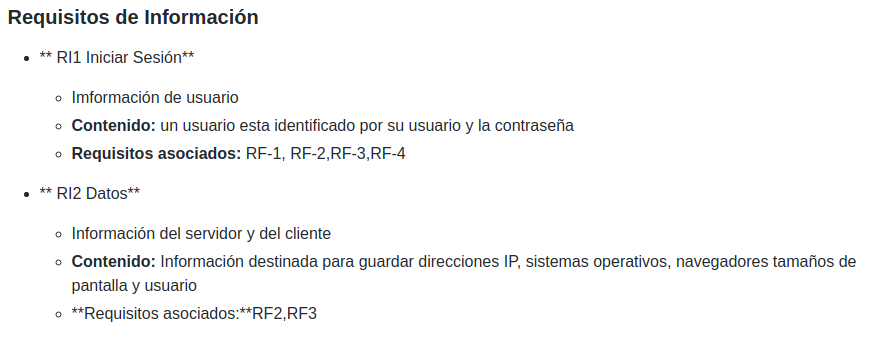 Requisitos de Información
** RI1 Iniciar Sesión**
Imformación de usuario
Contenido: un usuario esta identificado por su usuario y la contraseña
Requisitos asociados: RF-1, RF-2,RF-3,RF-4
** RI2 Datos**
Información del servidor y del cliente
Contenido: Información destinada para guardar direcciones IP, sistemas operativos, navegadores tamaños de
pantalla y usuario
**Requisitos asociados:**RF2,RF3